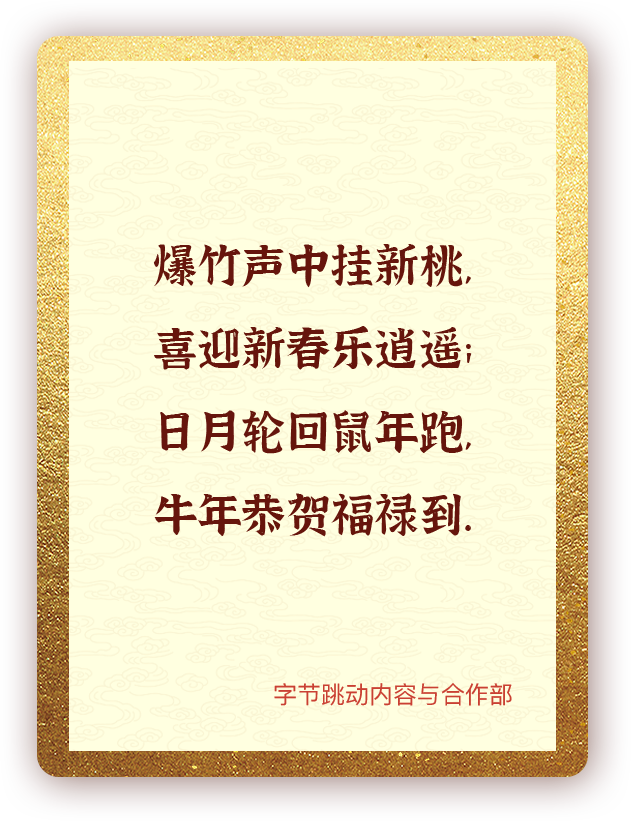 爆竹声中挂新桃,
喜迎新春乐逍遥;
日月轮回鼠年跑,
牛年恭贺福禄到.
字节跳动内容与合作部